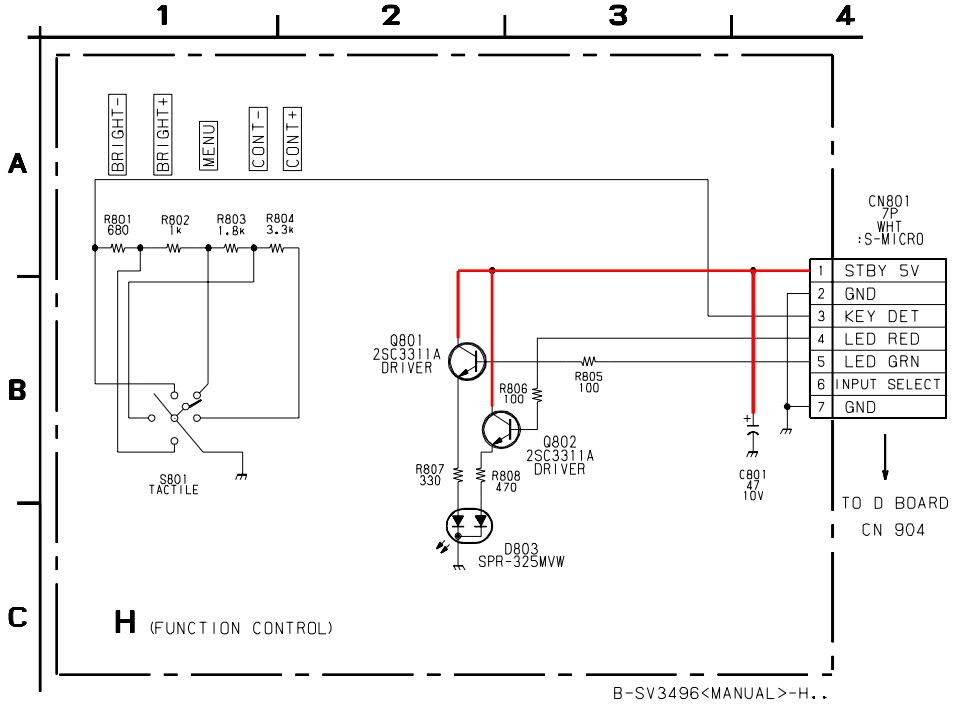 1 2 3 4
A
B
C
BRIGHT-
BRIGHT+
MENU
CONT-
CONT+
R801
680
R802
1k
R803
1.8k
R804
3.3k
CN801
7P
WHT
:S-MICRO
1 STBY 5V
2 GND
3 KEY DET
4 LED RED
5 LED GRN
6 INPUT SELECT
7 GND
Q801
2SC3311A
DRIVER
R805
100
R806
100
Q802
2SC3311A
DRIVER
R807
330
R808
470
S801
TACTILE
+
C801
47
10V
TO D BOARD
CN 904
D803
SPR-325MVW
H (FUNCTION CONTROL)
B-SV3496<MANUAL>-H..